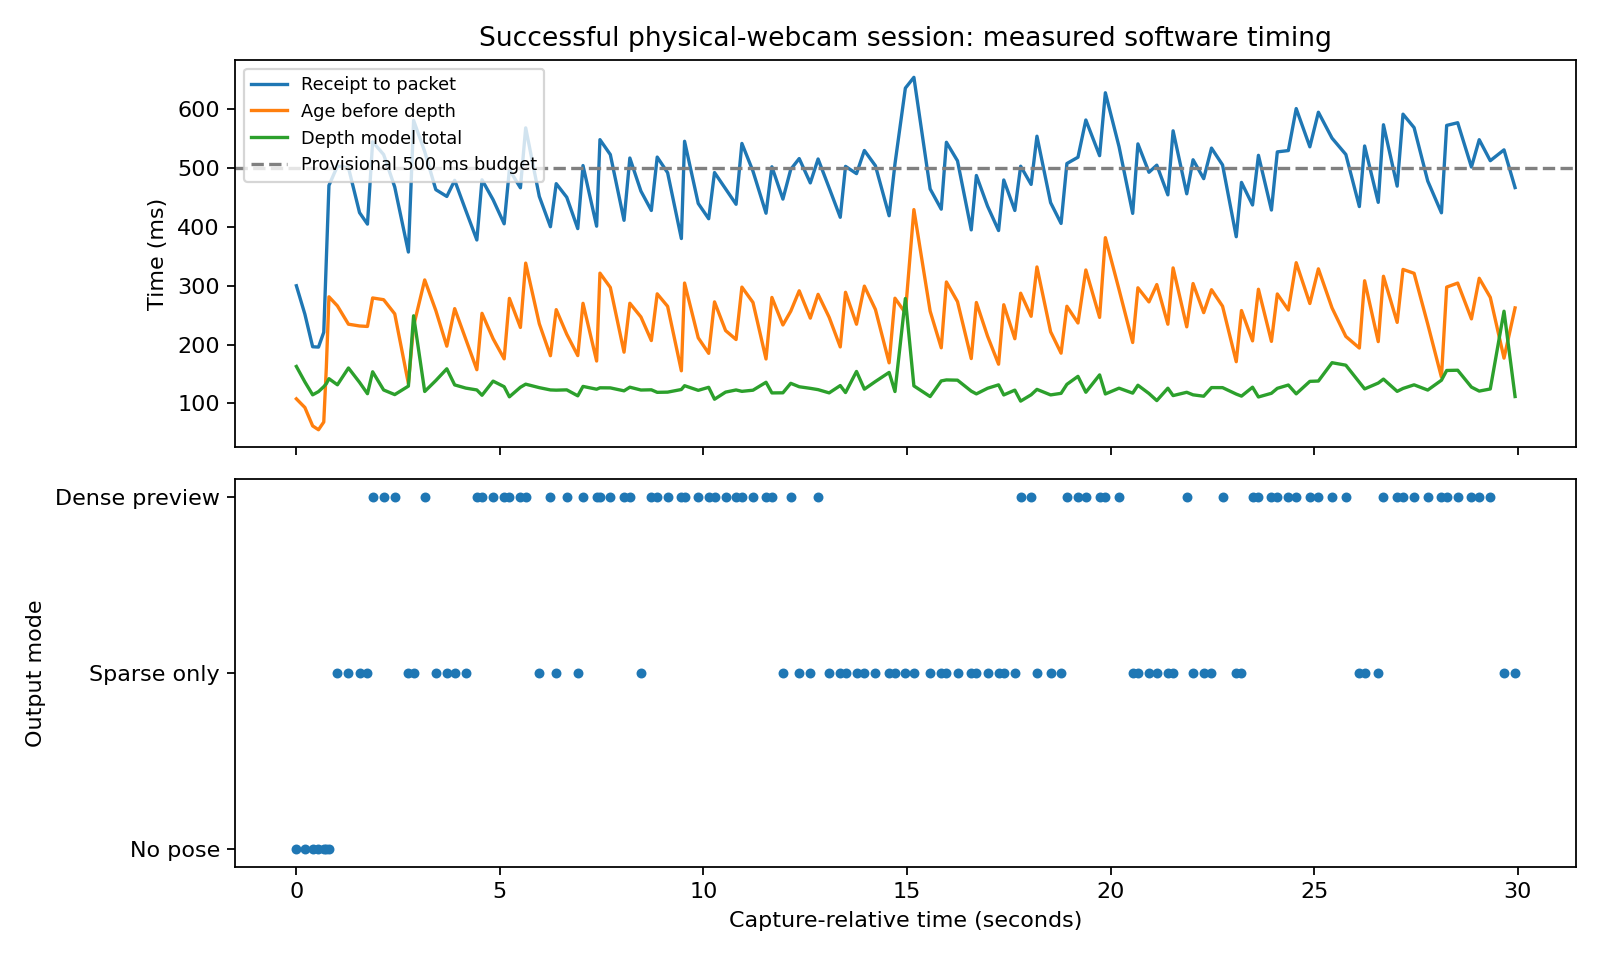 Successful physical-webcam session: measured software timing
Receipt to packet
Age before depth
Depth model total
Provisional 500 ms budget
600
500
400
300
200
100
Time (ms)
Dense preview
Sparse only
No pose
Output mode
0 5 10 15 20 25 30
Capture-relative time (seconds)